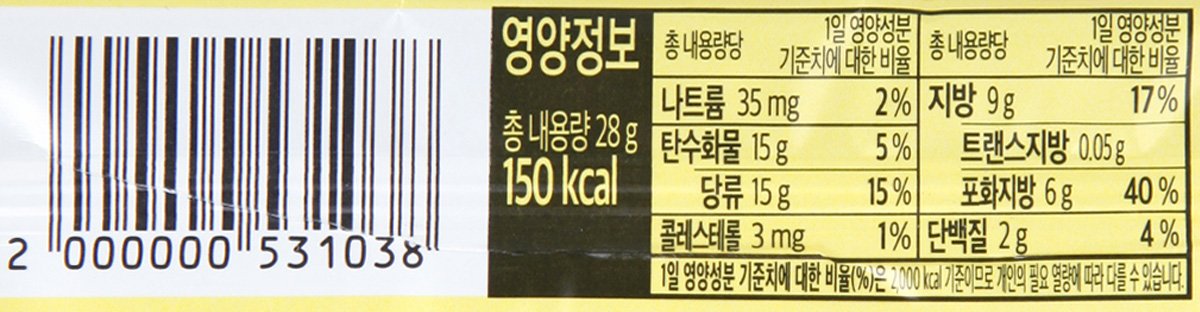 2 000000 531038
영양정보
총 내용량 28 g
150 kcal
총 내용량당 1일 영양성분 기준치에 대한 비율
나트륨 35 mg 2%
탄수화물 15 g 5%
당류 15 g 15%
콜레스테롤 3 mg 1%
총 내용량당 1일 영양성분 기준치에 대한 비율
지방 9 g 17%
트랜스지방 0.05 g
포화지방 6 g 40%
단백질 2 g 4%
1일 영양성분 기준치에 대한 비율(%)은 2,000 kcal 기준이므로 개인의 필요 열량에 따라 다를 수 있습니다.